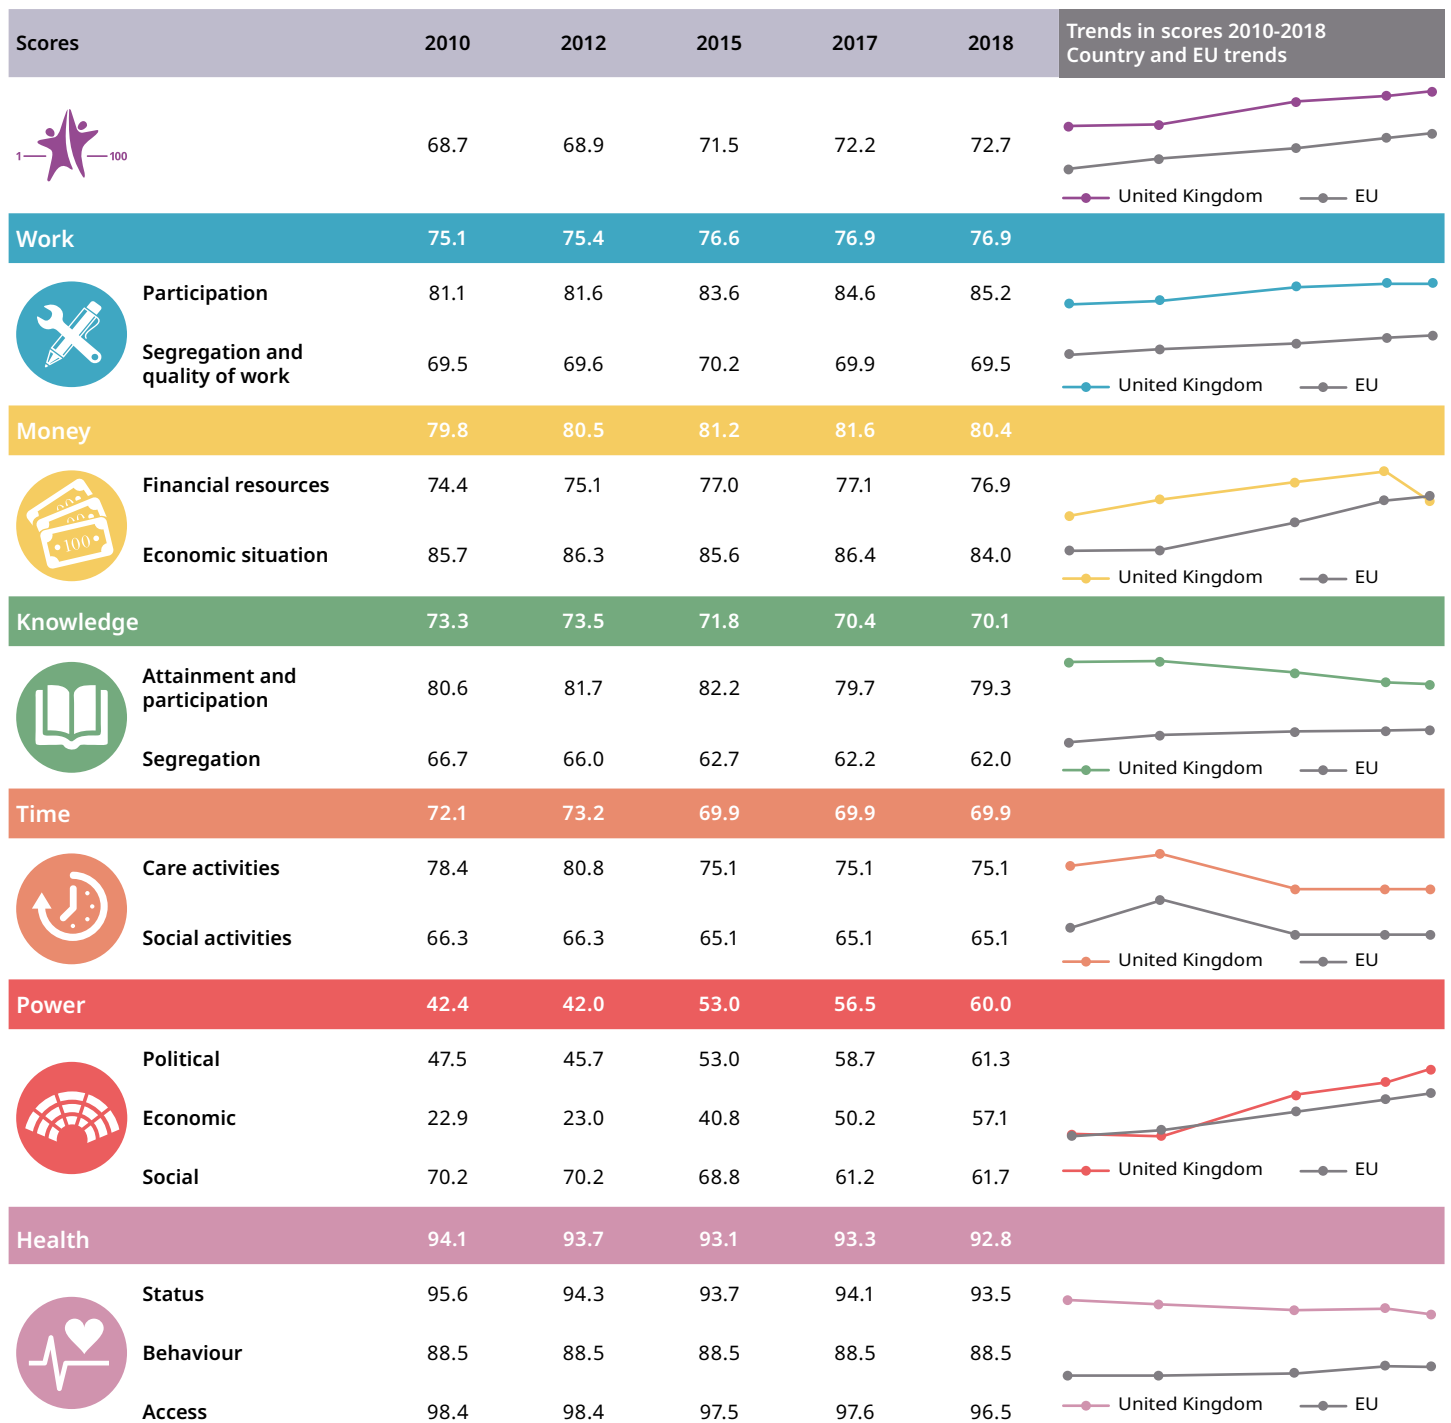 Scores 2010 2012 2015 2017 2018 Trends in scores 2010-2018
Country and EU trends
1 100 68.7 68.9 71.5 72.2 72.7
United Kingdom EU
Work 75.1 75.4 76.6 76.9 76.9
Participation 81.1 81.6 83.6 84.6 85.2
Segregation and
quality of work 69.5 69.6 70.2 69.9 69.5
United Kingdom EU
Money 79.8 80.5 81.2 81.6 80.4
Financial resources 74.4 75.1 77.0 77.1 76.9
100
Economic situation 85.7 86.3 85.6 86.4 84.0
United Kingdom EU
Knowledge 73.3 73.5 71.8 70.4 70.1
Attainment and
participation 80.6 81.7 82.2 79.7 79.3
Segregation 66.7 66.0 62.7 62.2 62.0
United Kingdom EU
Time 72.1 73.2 69.9 69.9 69.9
Care activities 78.4 80.8 75.1 75.1 75.1
Social activities 66.3 66.3 65.1 65.1 65.1
United Kingdom EU
Power 42.4 42.0 53.0 56.5 60.0
Political 47.5 45.7 53.0 58.7 61.3
Economic 22.9 23.0 40.8 50.2 57.1
Social 70.2 70.2 68.8 61.2 61.7
United Kingdom EU
Health 94.1 93.7 93.1 93.3 92.8
Status 95.6 94.3 93.7 94.1 93.5
Behaviour 88.5 88.5 88.5 88.5 88.5
Access 98.4 98.4 97.5 97.6 96.5
United Kingdom EU